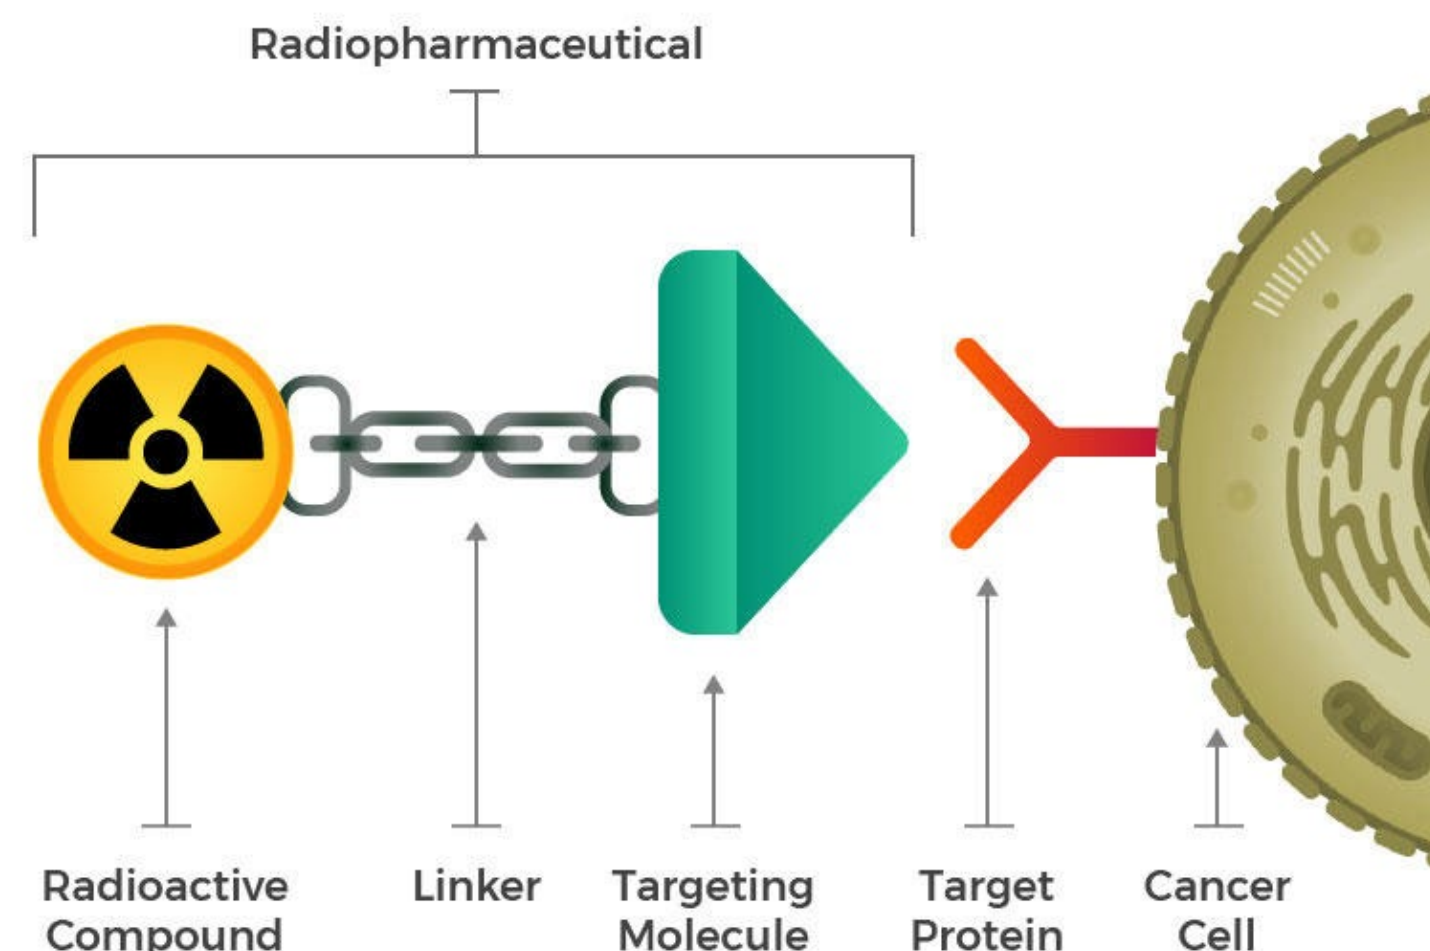 Radiopharmaceutical
Radioactive
Compound
Linker
Targeting
Molecule
Target
Protein
Cancer
Cell